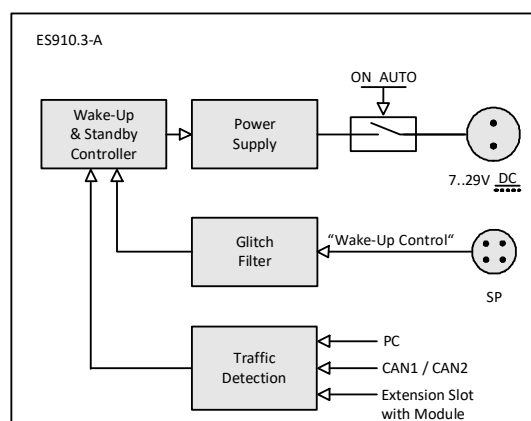 ES910.3-A
ON AUTO
Wake-Up
& Standby
Controller
Power
Supply
7..29V DC
Glitch
Filter
“Wake-Up Control“
SP
Traffic
Detection
PC
CAN1 / CAN2
Extension Slot
with Module